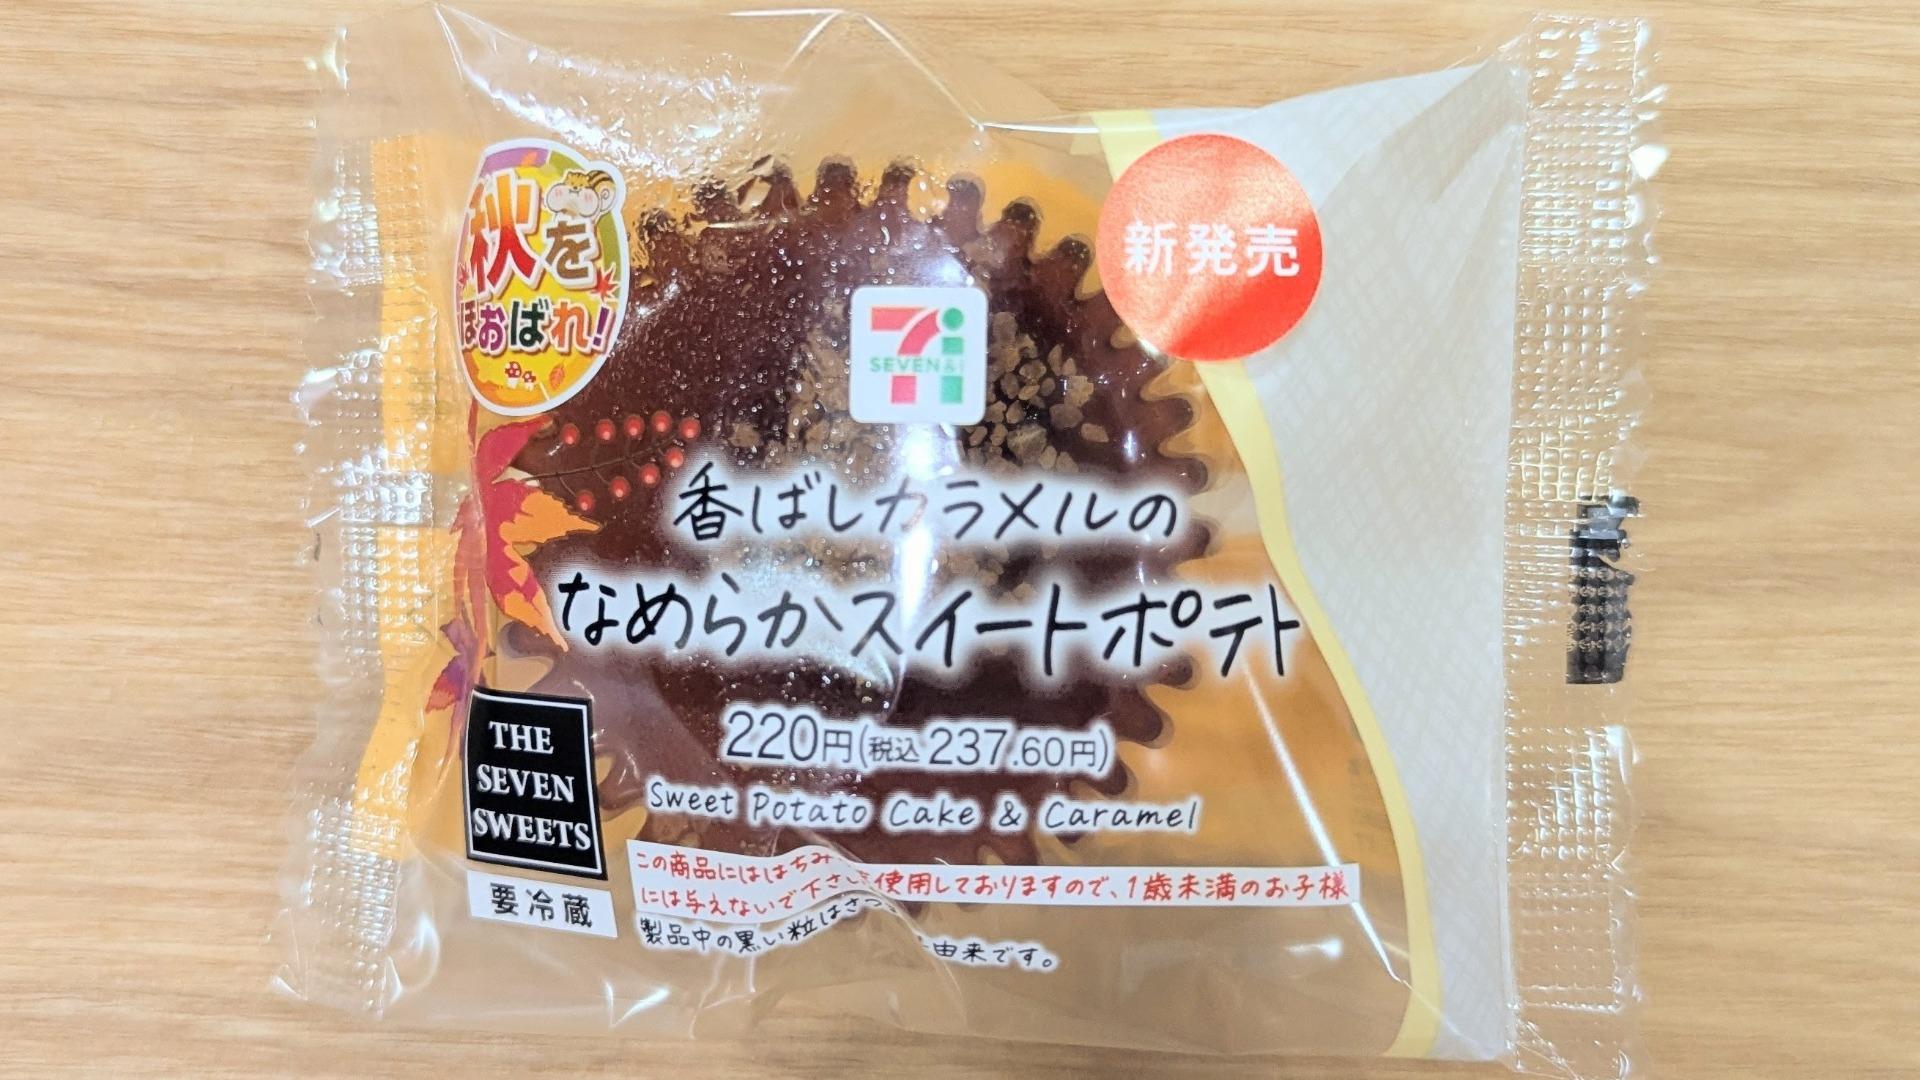 秋を
ほおばれ!
新発売
SEVEN & i
香ばしカラメルの
なめらかスイートポテト
220円(税込 237.60円)
Sweet Potato Cake & Caramel
THE
SEVEN
SWEETS
要冷蔵
この商品にははちみ 使用しておりますので、1歳未満のお子様
には与えないで下さい
製品中の黒い粒はさつ 由来です。